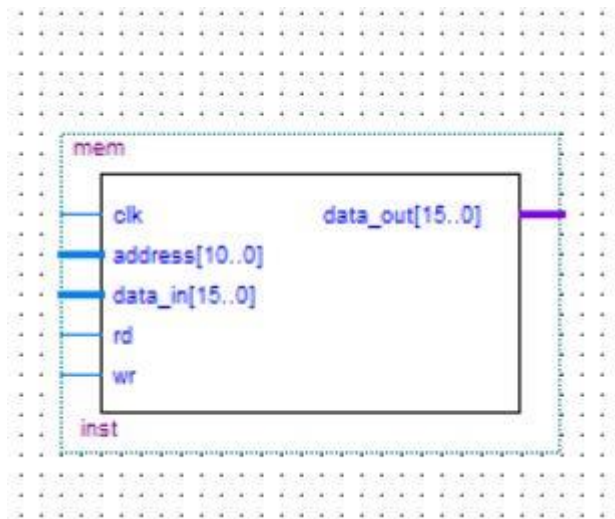 mem
clk data_out[15..0]
address[10..0]
data_in[15..0]
rd
wr
inst